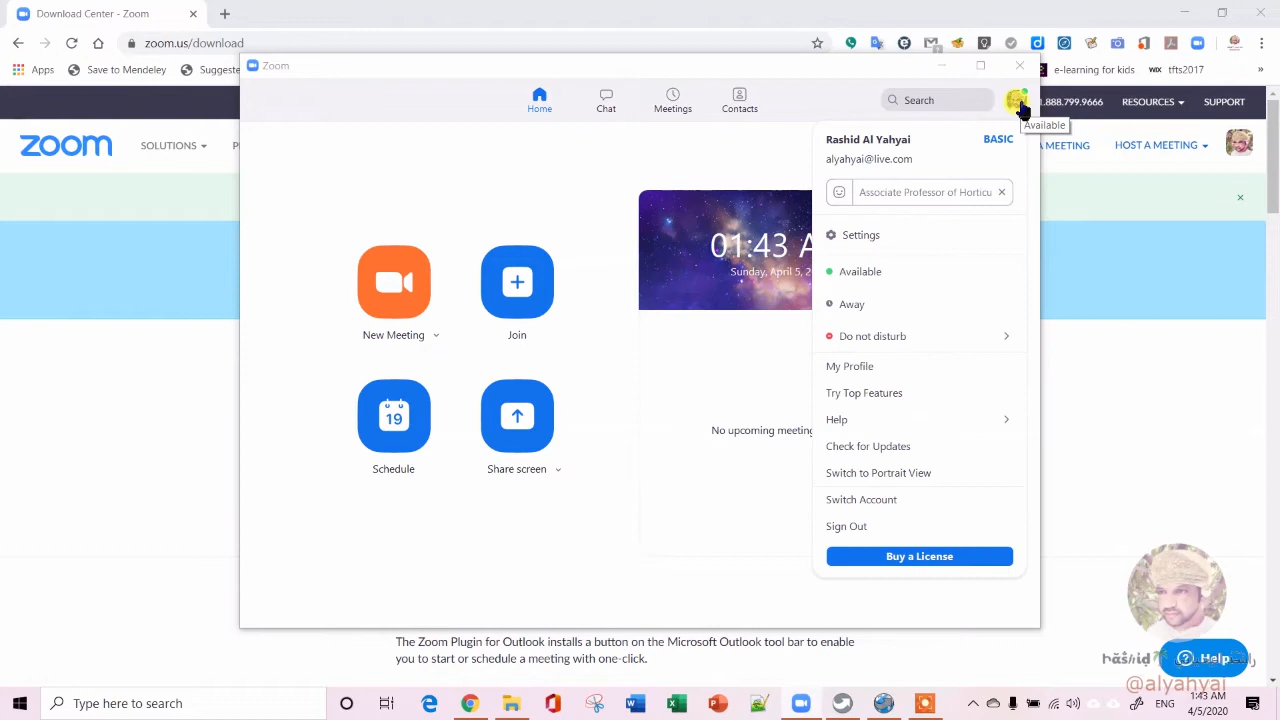 Download Center - Zoom
zoom.us/download
Apps
Save to Mendeley
Suggeste
e-learning for kids
WiX tfts2017
»
Zoom
Home
Chat
Meetings
Contacts
Search
Available
1.888.799.9666
RESOURCES
SUPPORT
zoom
SOLUTIONS
P
A MEETING
HOST A MEETING
Rashid Al Yahyai
BASIC
alyahyai@live.com
Associate Professor of Horticu
Settings
Available
Away
Do not disturb
My Profile
Try Top Features
Help
Check for Updates
Switch to Portrait View
Switch Account
Sign Out
Buy a License
01:43 A
Sunday, April 5, 2
No upcoming meeting
New Meeting
Join
19
Schedule
Share screen
The Zoom Plugin for Outlook installs a button on the Microsoft Outlook tool bar to enable
you to start or schedule a meeting with one-click.
Help
@alyahyai
Type here to search
1:43 AM
4/5/2020